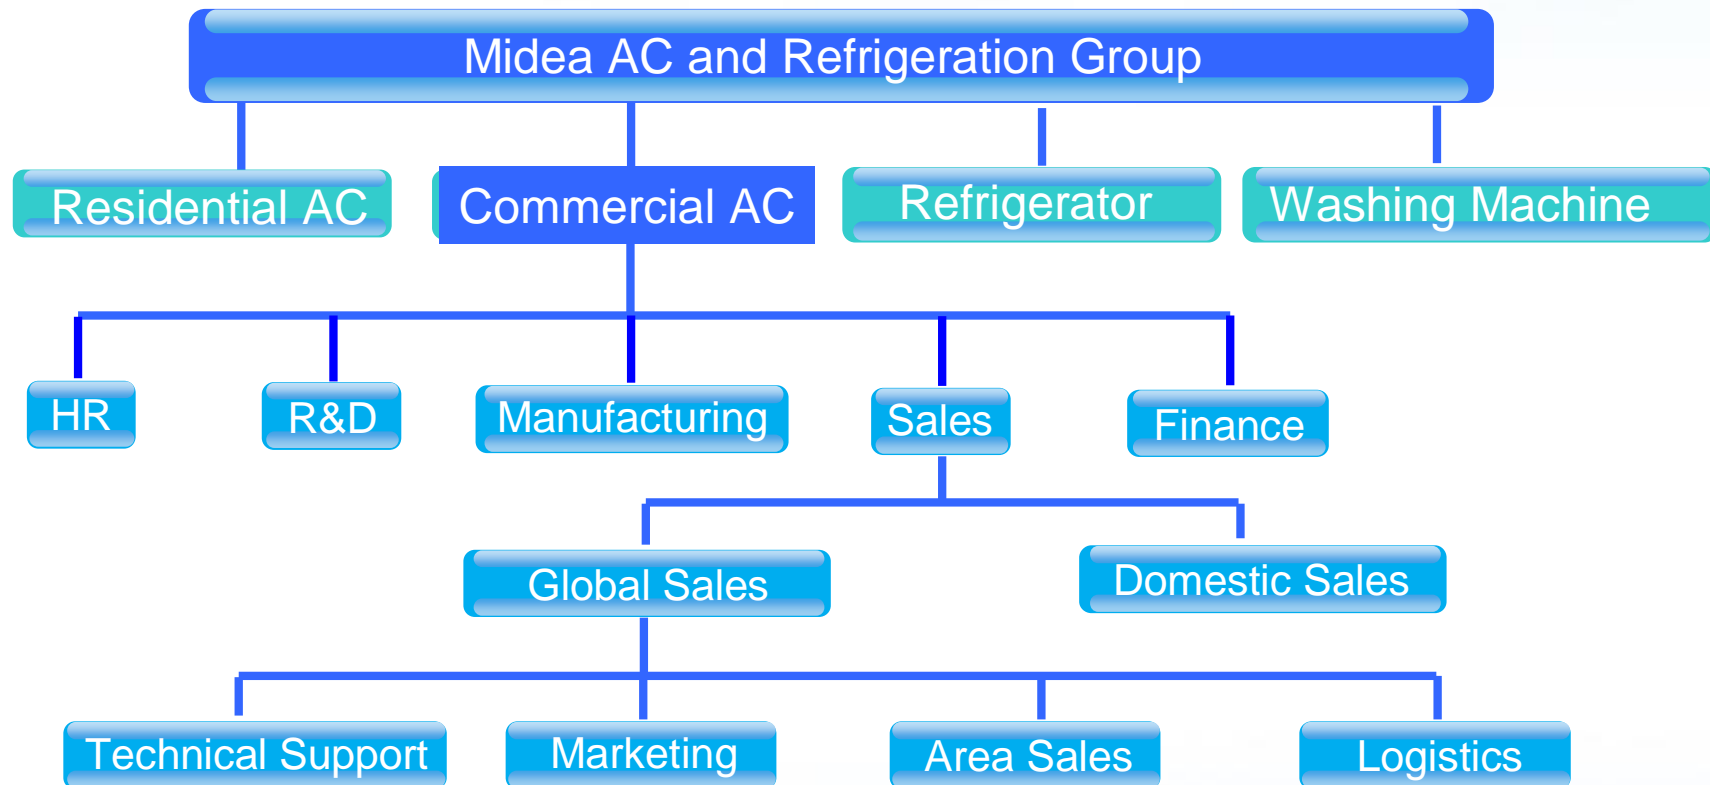 Midea AC and Refrigeration Group
Residential AC
Commercial AC
Refrigerator
Washing Machine
HR
R&D
Manufacturing
Sales
Finance
Global Sales
Domestic Sales
Technical Support
Marketing
Area Sales
Logistics